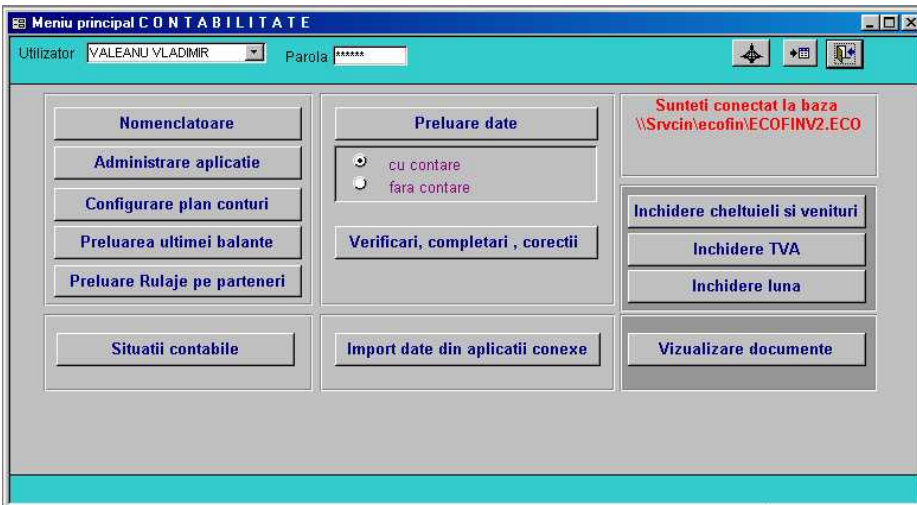 Meniu principal C O N T A B I L I T A T E
Utilizator VALEANU VLADIMIR Parola ******
Nomenclatoare
Administrare aplicatie
Configurare plan conturi
Preluarea ultimei balante
Preluare Rulaje pe parteneri
Preluare date
cu contare
fara contare
Verificari, completari , corectii
Sunteti conectat la baza
\\Srvcin\ecofin\ECOFINV2.ECO
Inchidere cheltuieli si venituri
Inchidere TVA
Inchidere luna
Situatii contabile
Import date din aplicatii conexe
Vizualizare documente